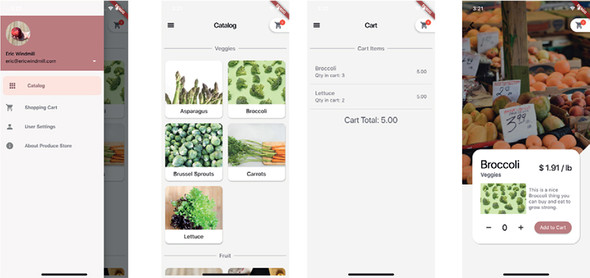 Eric Windmill
eric@ericwindmill.com
Catalog
Shopping Cart
User Settings
About Produce Store
Catalog
Veggies
Asparagus
Broccoli
Brussel Sprouts
Carrots
Lettuce
Fruit
Cart
Cart Items
Broccoli
5.00
Qty in cart: 3
Lettuce
0.00
Qty in cart: 2
Cart Total: 5.00
3:21
3.99
Broccoli
$ 1.91 / lb
Veggies
This is a nice
Broccoli thing you
can buy and eat to
grow strong.
− 0 +
Add to Cart